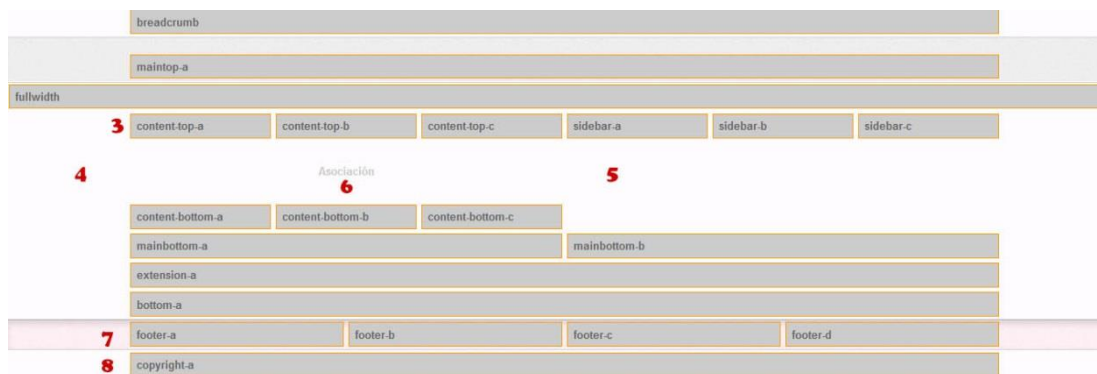 breadcrumb
maintop-a
fullwidth
3 content-top-a content-top-b content-top-c sidebar-a sidebar-b sidebar-c
Asociación
4 6 5
content-bottom-a content-bottom-b content-bottom-c
mainbottom-a mainbottom-b
extension-a
bottom-a
7 footer-a footer-b footer-c footer-d
8 copyright-a